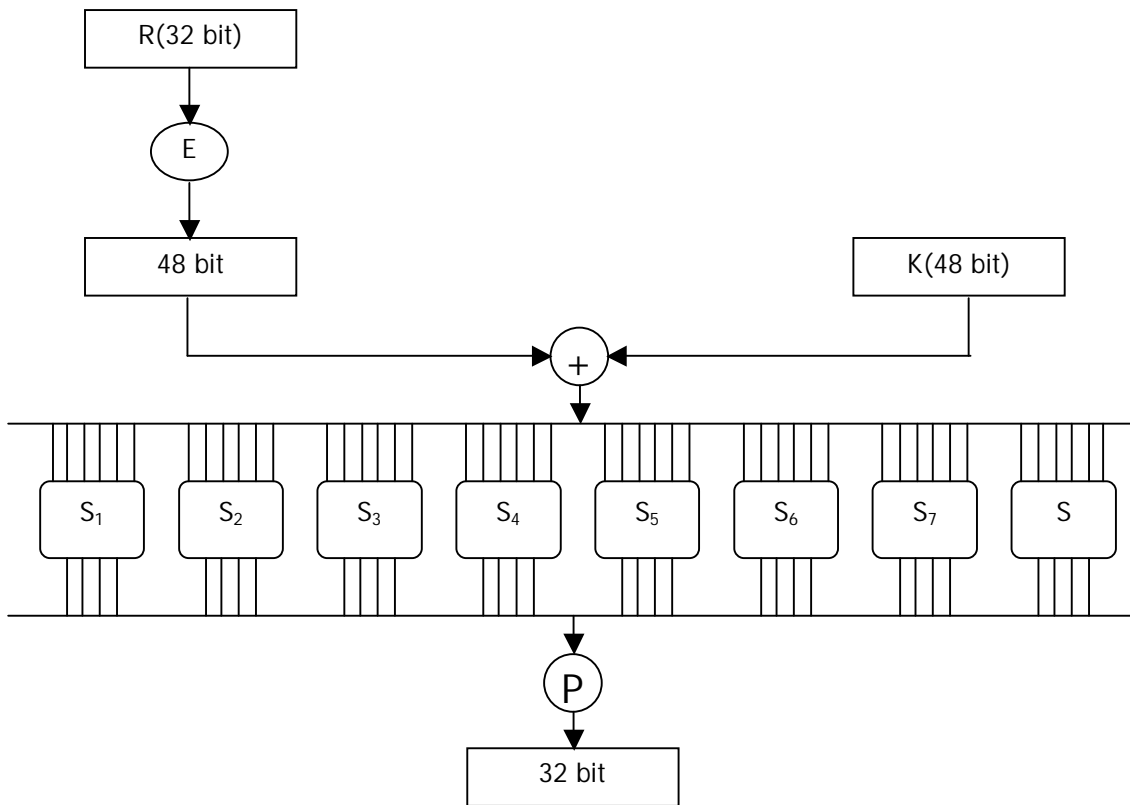 R(32 bit)
E
48 bit
K(48 bit)
+
S₁ S₂ S₃ S₄ S₅ S₆ S₇ S
P
32 bit